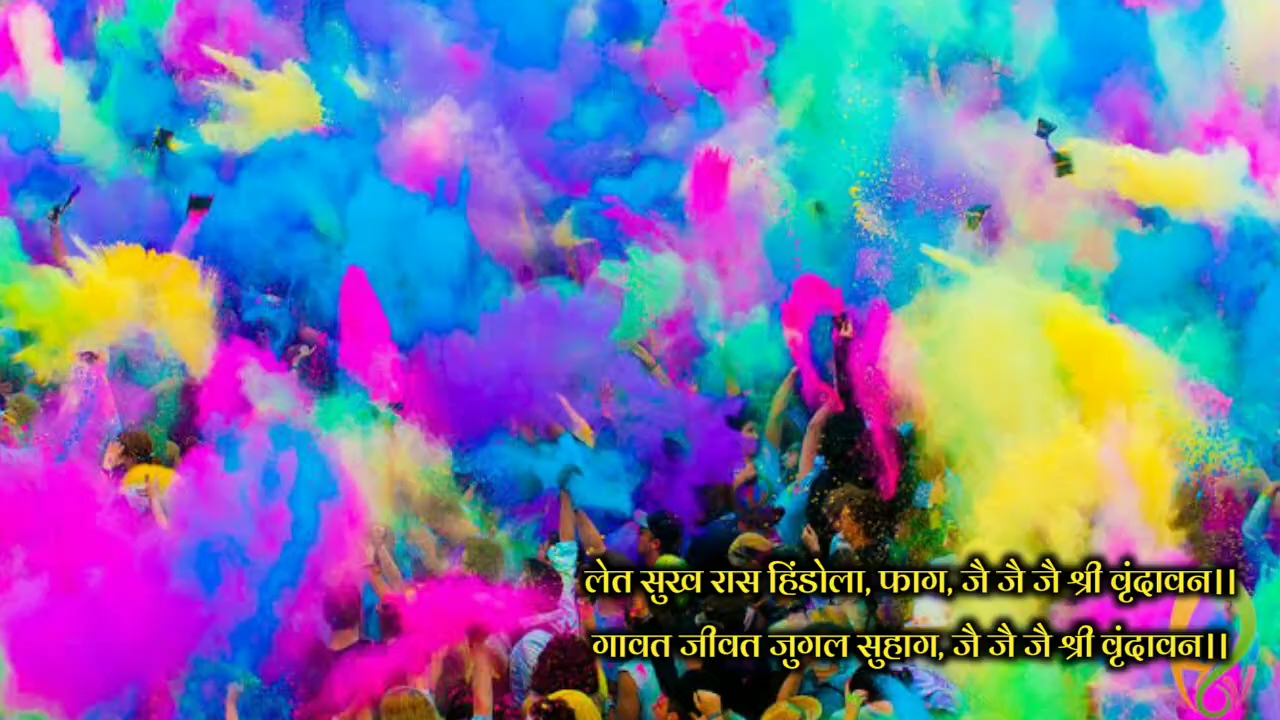 लेत सुख रास हिंडोला, फाग, जै जै जै श्री वृंदावन।।
गावत जीवत जुगल सुहाग, जै जै जै श्री वृंदावन।।